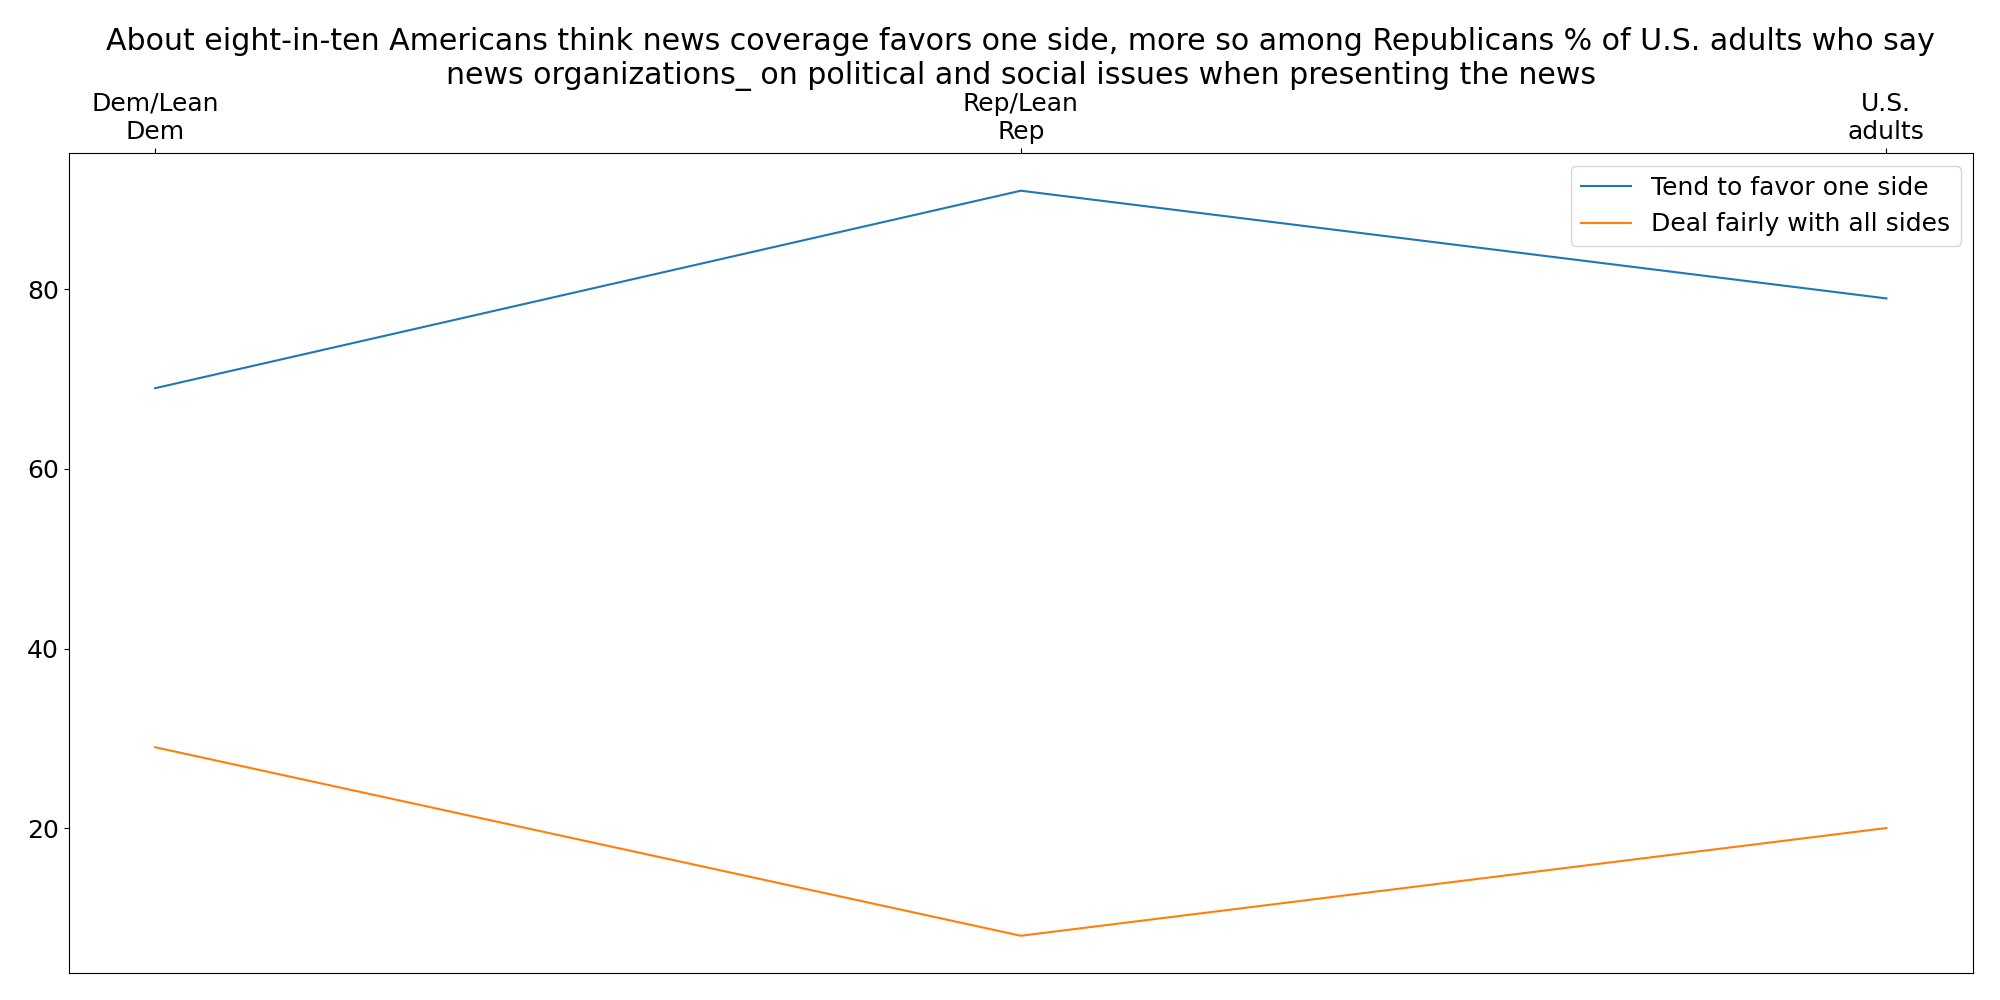 About eight-in-ten Americans think news coverage favors one side, more so among Republicans % of U.S. adults who say
news organizations_ on political and social issues when presenting the news
Dem/Lean
Dem
Rep/Lean
Rep
U.S.
adults
Tend to favor one side
Deal fairly with all sides
80
60
40
20